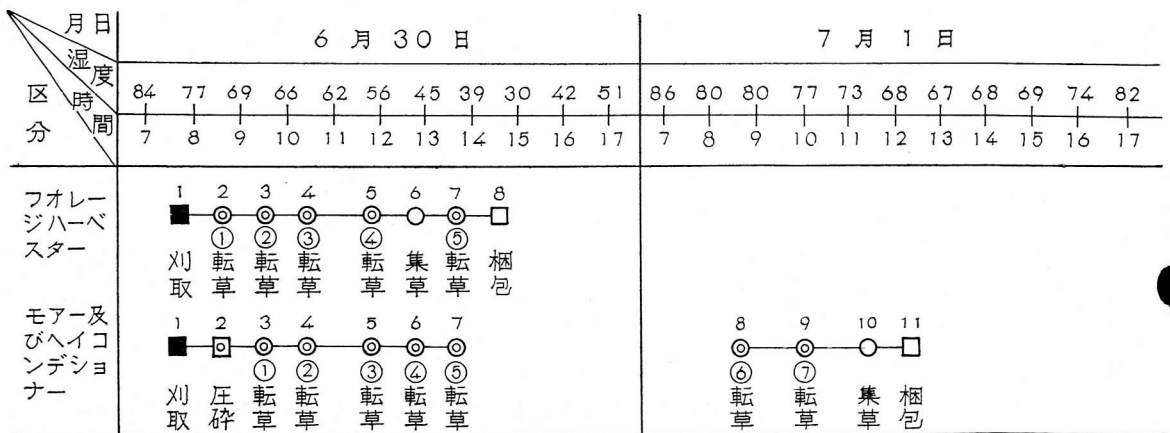 月日
湿度
時間
区分
6月30日
7月1日
84 77 69 66 62 56 45 39 30 42 51
86 80 80 77 73 68 67 68 69 74 82
7 8 9 10 11 12 13 14 15 16 17
7 8 9 10 11 12 13 14 15 16 17
フオレー
ジハーベ
スター
1 2 3 4 5 6 7 8
① ② ③ ④ ⑤
刈取 転草 転草 転草 転草 集草 転草 梱包
モアー及
びヘイコ
ンデショ
ナー
1 2 3 4 5 6 7
① ② ③ ④ ⑤
刈取 圧砕 転草 転草 転草 転草 転草
8 9 10 11
⑥ ⑦
転草 転草 集草 梱包